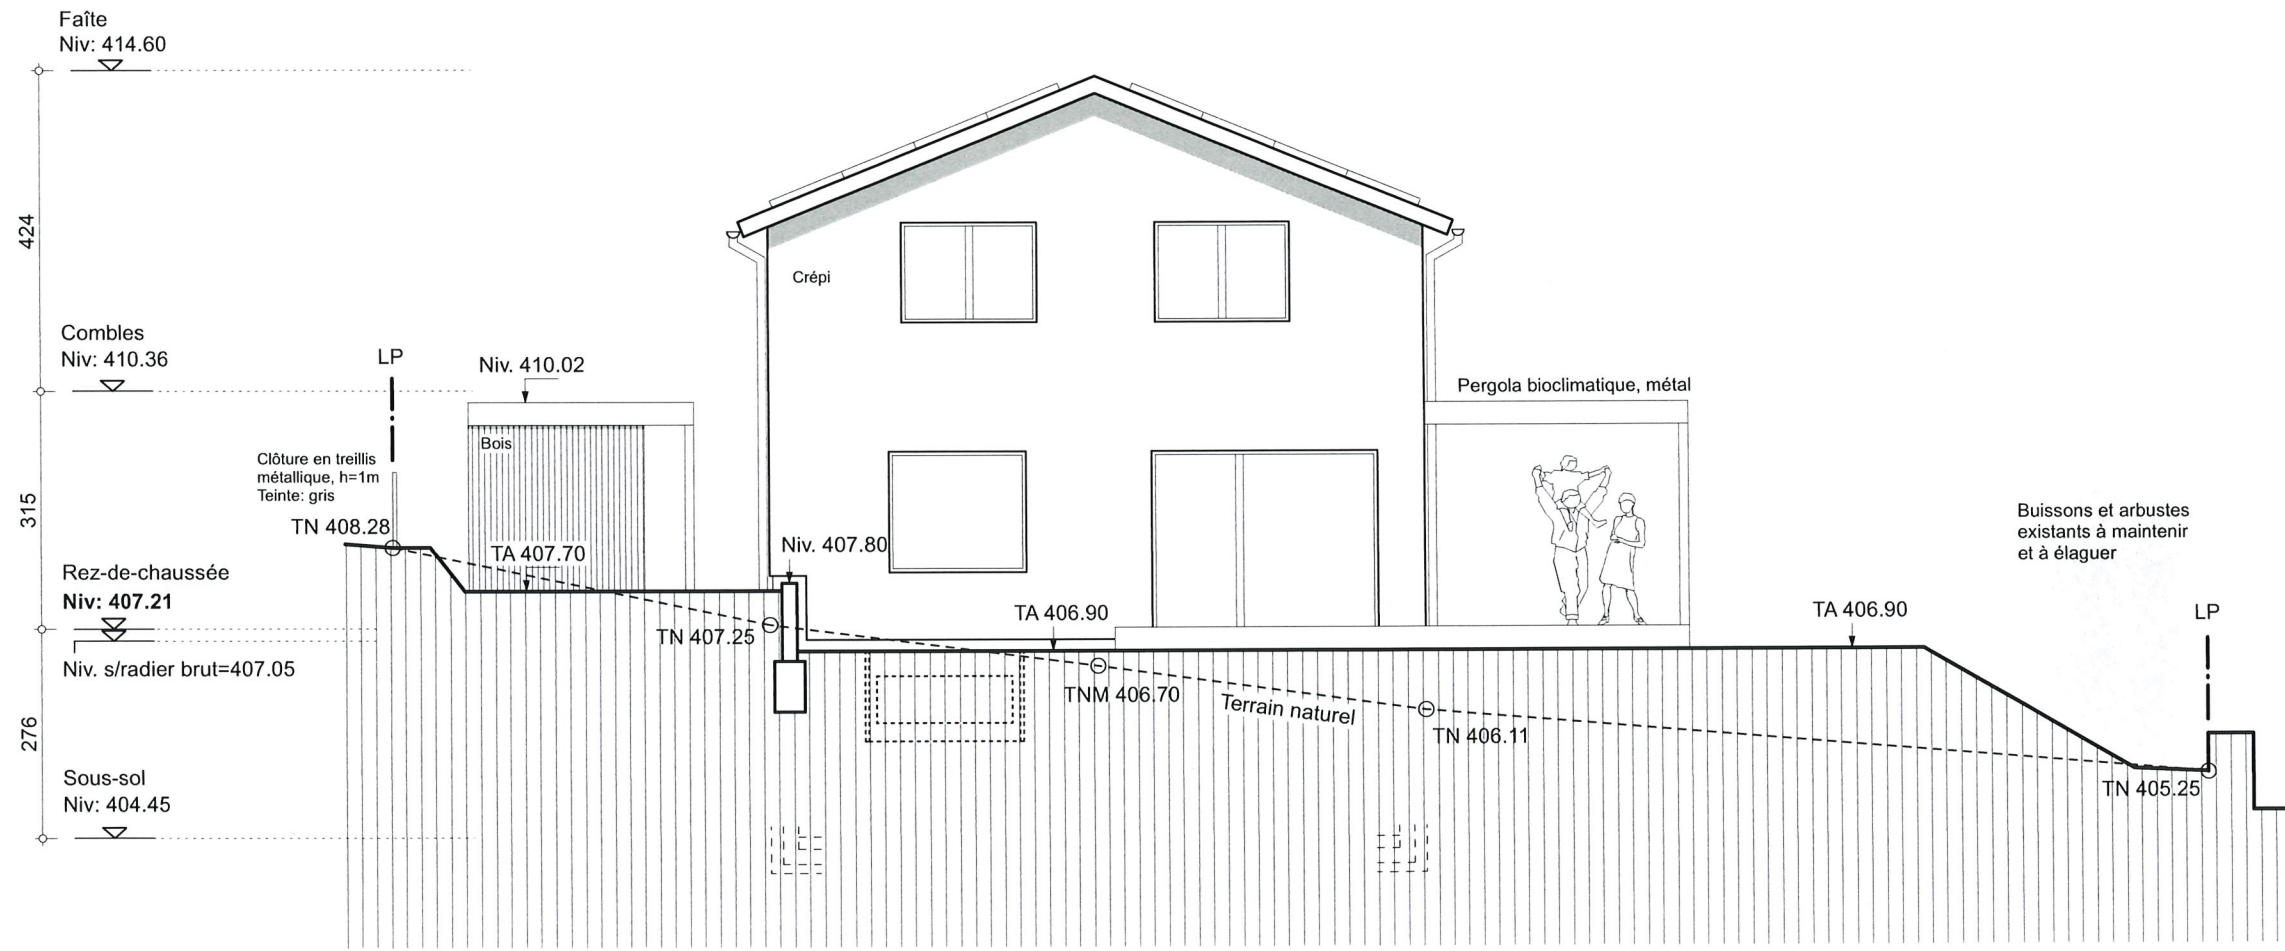 Faîte
Niv: 414.60
424
Combles
Niv: 410.36
LP
Niv. 410.02
Crépi
Pergola bioclimatique, métal
Bois
Clôture en treillis
métallique, h=1m
Teinte: gris
315
TN 408.28
TA 407.70
Niv. 407.80
Buissons et arbustes
existants à maintenir
et à élaguer
Rez-de-chaussée
Niv: 407.21
TN 407.25
TA 406.90
TA 406.90
LP
Niv. s/radier brut=407.05
TNM 406.70
Terrain naturel
TN 406.11
276
Sous-sol
Niv: 404.45
TN 405.25